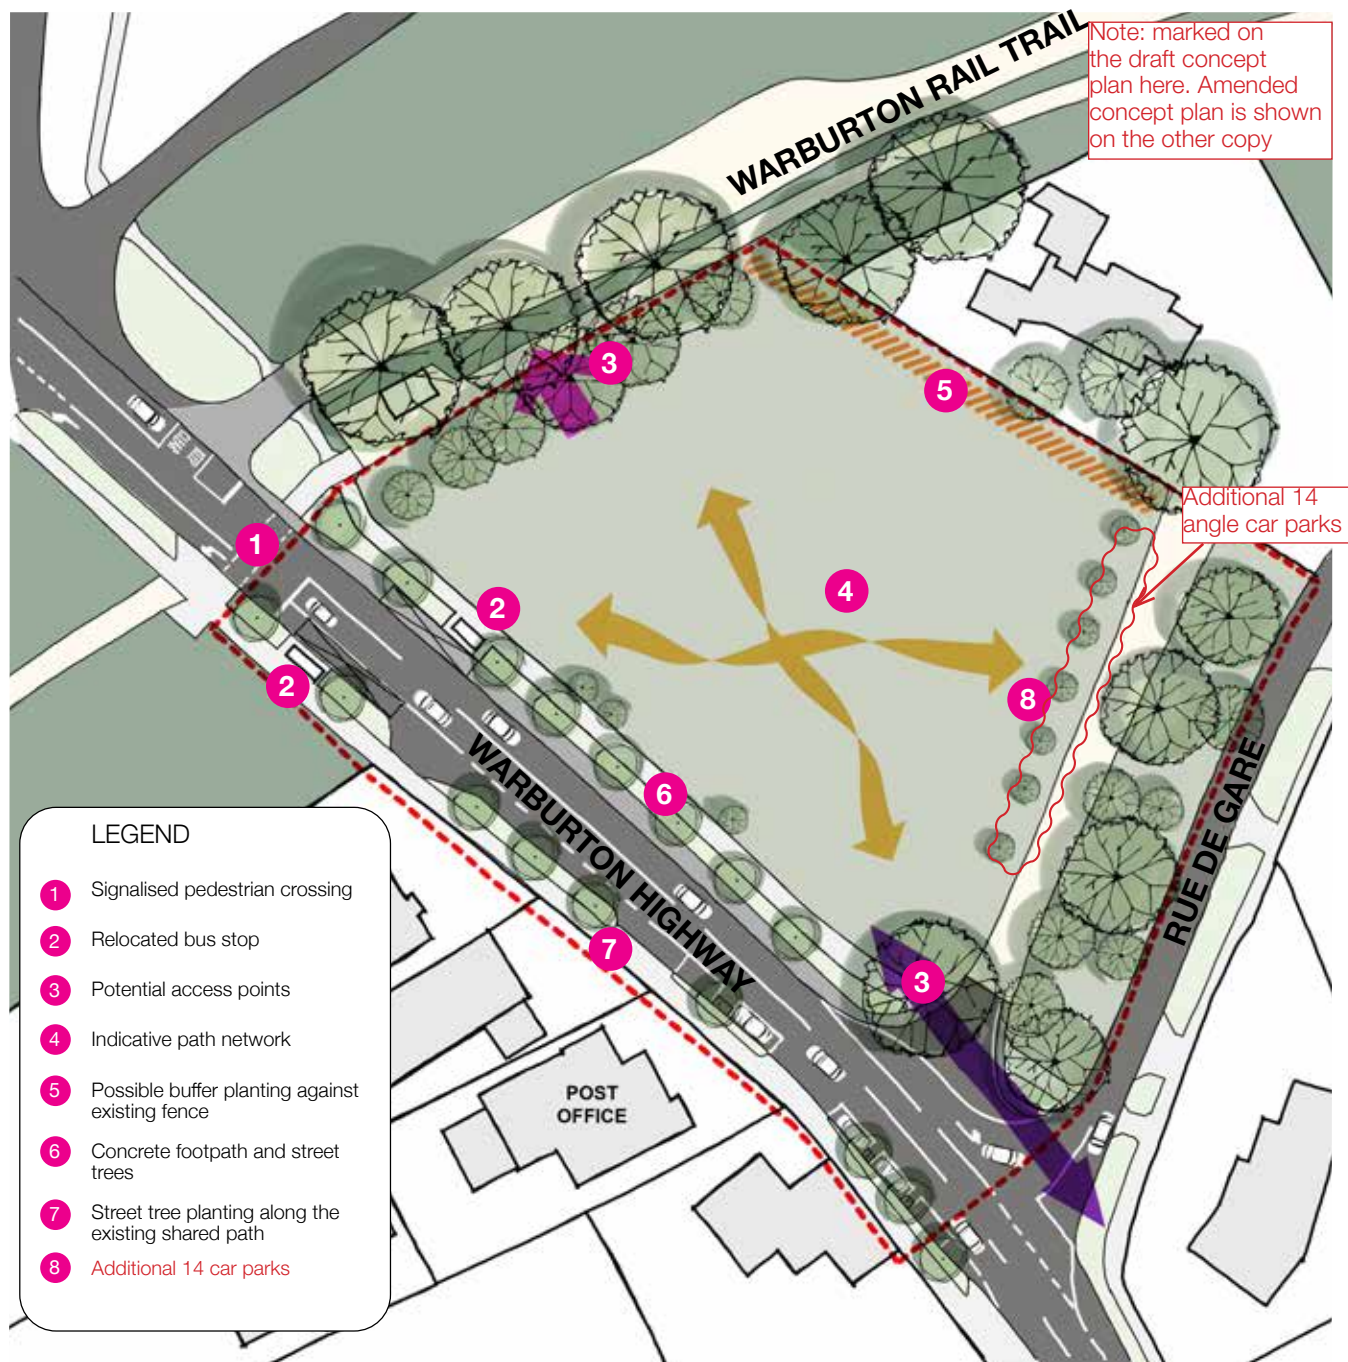 WARBURTON RAIL TRAIL
Note: marked on
the draft concept
plan here. Amended
concept plan is shown
on the other copy
3
5
Additional 14
angle car parks
1
2
4
2
8
6
WARBURTON HIGHWAY
RUE DE GARE
7
3
POST
OFFICE
LEGEND
1 Signalised pedestrian crossing
2 Relocated bus stop
3 Potential access points
4 Indicative path network
5 Possible buffer planting against
existing fence
6 Concrete footpath and street
trees
7 Street tree planting along the
existing shared path
8 Additional 14 car parks